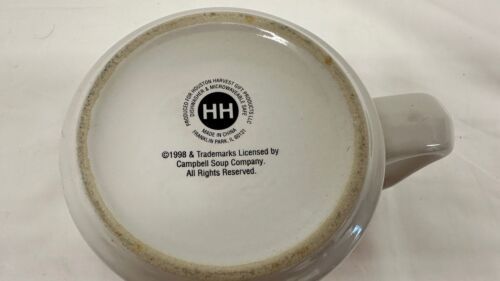 PRODUCED FOR HOUSTON HARVEST GIFT PRODUCTS LLC
DISHWASHER & MICROWAVEABLE SAFE
HH
MADE IN CHINA
FRANKLIN PARK, IL 60131
©1998 & Trademarks Licensed by
Campbell Soup Company.
All Rights Reserved.